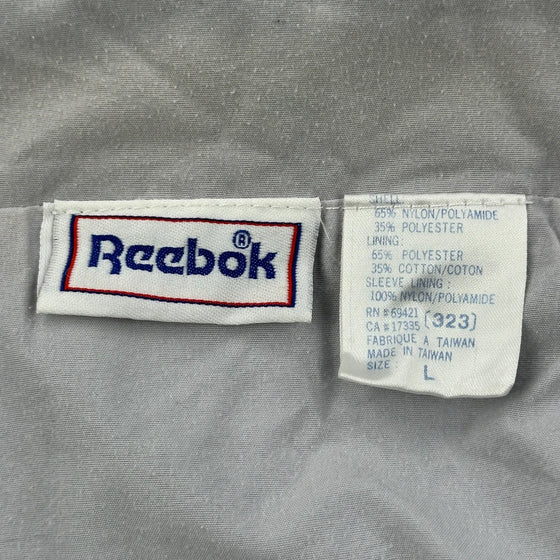 Reebok®
SHELL
65% NYLON/POLYAMIDE
35% POLYESTER
LINING:
65% POLYESTER
35% COTTON/COTON
SLEEVE LINING:
100% NYLON/POLYAMIDE
RN# 69421
CA# 17335 (323)
FABRIQUE A TAIWAN
MADE IN TAIWAN
SIZE: L